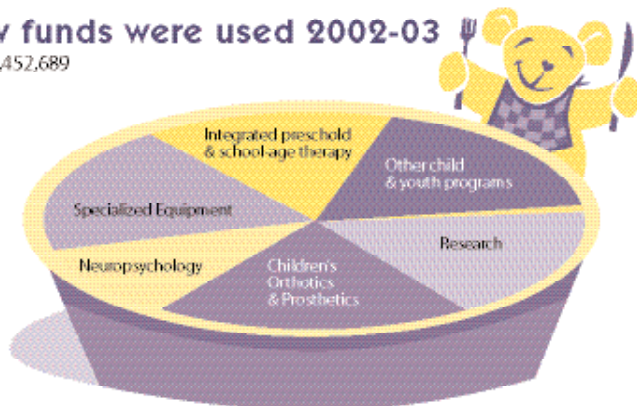 w funds were used 2002-03
,452,689
Integrated preschold
& school-age therapy
Other child
& youth programs
Specialized Equipment
Research
Neuropsychology
Children's
Orthotics
& Prosthetics